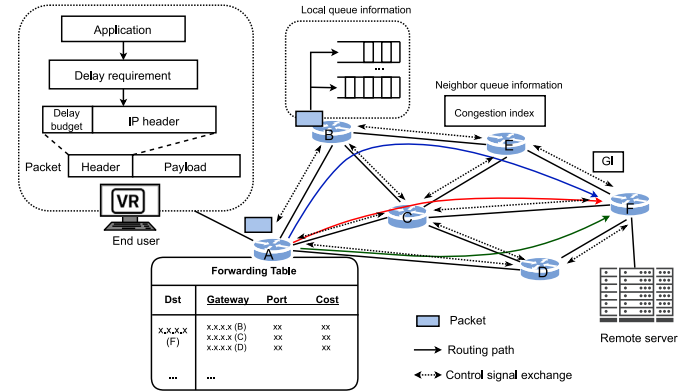 Local queue information
Application
Delay requirement
Delay
budget
IP header
Packet
Header
Payload
VR
End user
...
Neighbor queue information
Congestion index
GI
A
B
C
D
E
F
Forwarding Table
Dst
Gateway
Port
Cost
x.x.x.x
(F)
x.x.x.x (B)
xx
xx
x.x.x.x (C)
xx
xx
x.x.x.x (D)
xx
xx
...
...
Packet
Routing path
Control signal exchange
Remote server